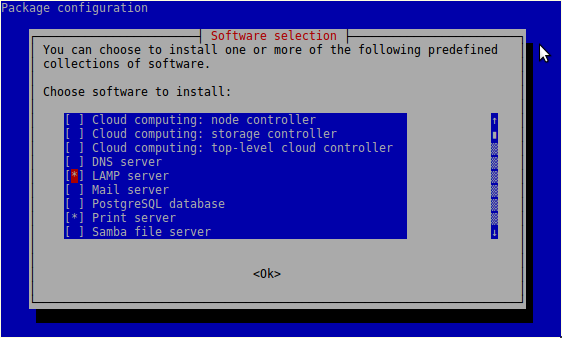 Package configuration
Software selection
You can choose to install one or more of the following predefined
collections of software.
Choose software to install:
[ ] Cloud computing: node controller
[ ] Cloud computing: storage controller
[ ] Cloud computing: top-level cloud controller
[ ] DNS server
[*] LAMP server
[ ] Mail server
[ ] PostgreSQL database
[*] Print server
[ ] Samba file server
<Ok>